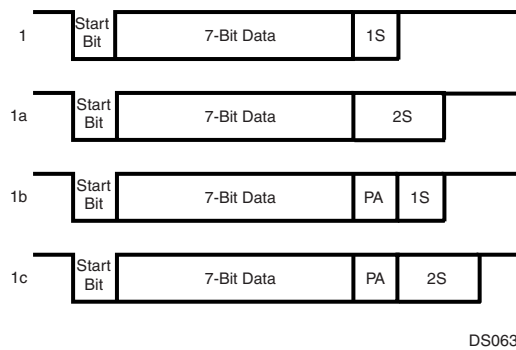 1 Start Bit 7-Bit Data 1S
1a Start Bit 7-Bit Data 2S
1b Start Bit 7-Bit Data PA 1S
1c Start Bit 7-Bit Data PA 2S
DS063